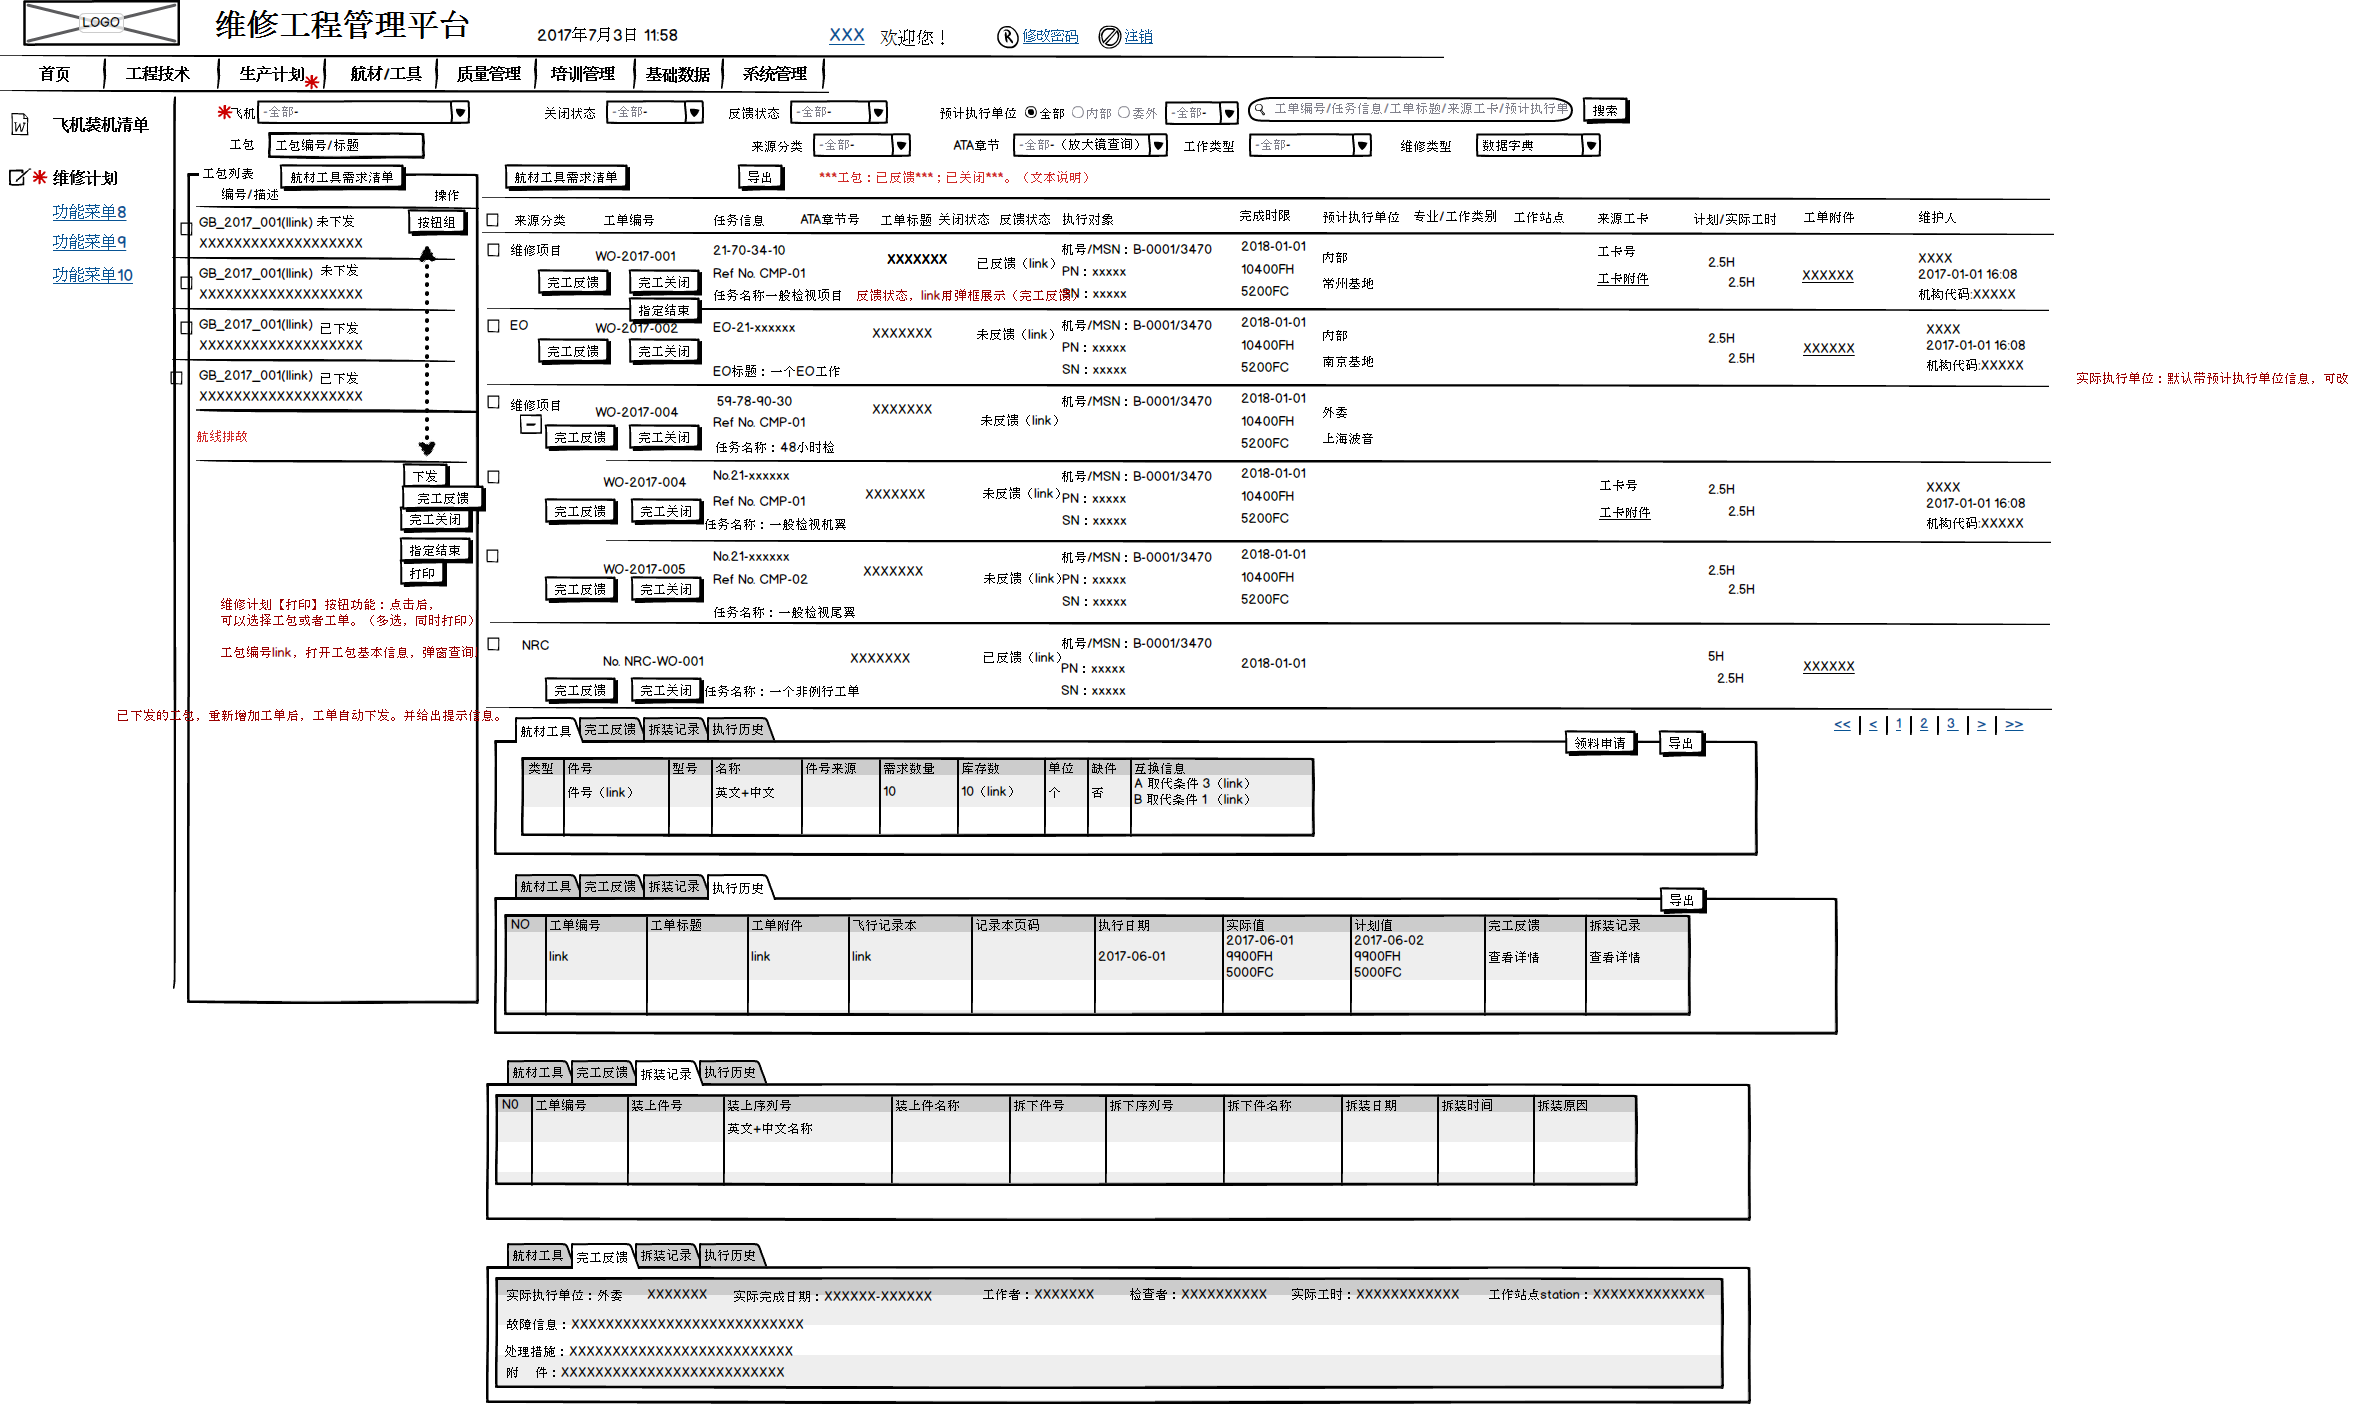 LOGO
维修工程管理平台
2017年7月3日 11:58
XXX 欢迎您！
修改密码 注销
首页 工程技术 生产计划 航材/工具 质量管理 培训管理 基础数据 系统管理
飞机装机清单
维修计划
功能菜单8
功能菜单9
功能菜单10
飞机 -全部- 关闭状态 -全部- 反馈状态 -全部- 预计执行单位 全部 内部 委外 -全部- 工单编号/任务信息/工单标题/来源工卡/预计执行单 搜索
工包 工包编号/标题 来源分类 -全部- ATA章节 -全部-（放大镜查询） 工作类型 -全部- 维修类型 数据字典
工包列表 航材工具需求清单
编号/描述 操作
GB_2017_001(link) 未下发 按钮组
XXXXXXXXXXXXXXXXXXX
GB_2017_001(link) 未下发
XXXXXXXXXXXXXXXXXXX
GB_2017_001(link) 已下发
XXXXXXXXXXXXXXXXXXX
GB_2017_001(link) 已下发
XXXXXXXXXXXXXXXXXXX
航线排故
下发
完工反馈
完工关闭
指定结束
打印
维修计划【打印】按钮功能：点击后，
可以选择工包或者工单。（多选，同时打印）
工包编号link，打开工包基本信息，弹窗查询
已下发的工包，重新增加工单后，工单自动下发。并给出提示信息。
航材工具需求清单 导出 ***工包：已反馈***；已关闭***。（文本说明）
来源分类 工单编号 任务信息 ATA章节号 工单标题 关闭状态 反馈状态 执行对象 完成时限 预计执行单位 专业/工作类别 工作站点 来源工卡 计划/实际工时 工单附件 维护人
维修项目 WO-2017-001 21-70-34-10 XXXXXXX 已反馈（link） 机号/MSN：B-0001/3470 2018-01-01 内部 工卡号 2.5H XXXX
完工反馈 完工关闭 Ref No. CMP-01 PN：xxxxx 10400FH 常州基地 工卡附件 2.5H XXXXXX 2017-01-01 16:08
指定结束 任务名称一般检视项目 反馈状态，link用弹框展示（完工反馈） SN：xxxxx 5200FC 机构代码:XXXXX
EO WO-2017-002 EO-21-xxxxxx XXXXXXX 未反馈（link） 机号/MSN：B-0001/3470 2018-01-01 内部 2.5H XXXX
完工反馈 完工关闭 PN：xxxxx 10400FH 南京基地 2.5H XXXXXX 2017-01-01 16:08
EO标题：一个EO工作 SN：xxxxx 5200FC 机构代码:XXXXX
实际执行单位：默认带预计执行单位信息，可改
维修项目 WO-2017-004 59-78-90-30 XXXXXXX 未反馈（link） 机号/MSN：B-0001/3470 2018-01-01 外委
完工反馈 完工关闭 Ref No. CMP-01 10400FH 上海波音
任务名称：48小时检 5200FC
WO-2017-004 No.21-xxxxxx XXXXXXX 未反馈（link） 机号/MSN：B-0001/3470 2018-01-01 工卡号 2.5H XXXX
完工反馈 完工关闭 Ref No. CMP-01 PN：xxxxx 10400FH 工卡附件 2.5H 2017-01-01 16:08
任务名称：一般检视机翼 SN：xxxxx 5200FC 机构代码:XXXXX
WO-2017-005 No.21-xxxxxx XXXXXXX 未反馈（link） 机号/MSN：B-0001/3470 2018-01-01 2.5H
完工反馈 完工关闭 Ref No. CMP-02 PN：xxxxx 10400FH 2.5H
任务名称：一般检视尾翼 SN：xxxxx 5200FC
NRC No. NRC-WO-001 XXXXXXX 已反馈（link） 机号/MSN：B-0001/3470 2018-01-01 5H XXXXXX
PN：xxxxx 2.5H
完工反馈 完工关闭 任务名称：一个非例行工单 SN：xxxxx
<< < 1 2 3 > >>
航材工具 完工反馈 拆装记录 执行历史 领料申请 导出
类型 件号 型号 名称 件号来源 需求数量 库存数 单位 缺件 互换信息
件号（link） 英文+中文 10 10（link） 个 否 A 取代条件 3（link）
B 取代条件 1（link）
航材工具 完工反馈 拆装记录 执行历史 导出
NO 工单编号 工单标题 工单附件 飞行记录本 记录本页码 执行日期 实际值 计划值 完工反馈 拆装记录
2017-06-01 2017-06-02
link link link 2017-06-01 9900FH 9900FH 查看详情 查看详情
5000FC 5000FC
航材工具 完工反馈 拆装记录 执行历史
NO 工单编号 装上件号 装上序列号 装上件名称 拆下件号 拆下序列号 拆下件名称 拆装日期 拆装时间 拆装原因
英文+中文名称
航材工具 完工反馈 拆装记录 执行历史
实际执行单位：外委 XXXXXXX 实际完成日期：XXXXXX-XXXXXX 工作者：XXXXXXX 检查者：XXXXXXXXXX 实际工时：XXXXXXXXXXXX 工作站点station：XXXXXXXXXXXXX
故障信息：XXXXXXXXXXXXXXXXXXXXXXXXXXX
处理措施：XXXXXXXXXXXXXXXXXXXXXXXXXX
附 件：XXXXXXXXXXXXXXXXXXXXXXXXXX